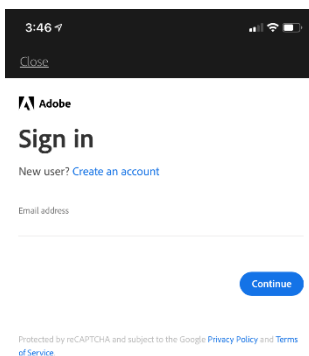 3:46
Close
Adobe
Sign in
New user? Create an account
Email address
Continue
Protected by reCAPTCHA and subject to the Google Privacy Policy and Terms
of Service.